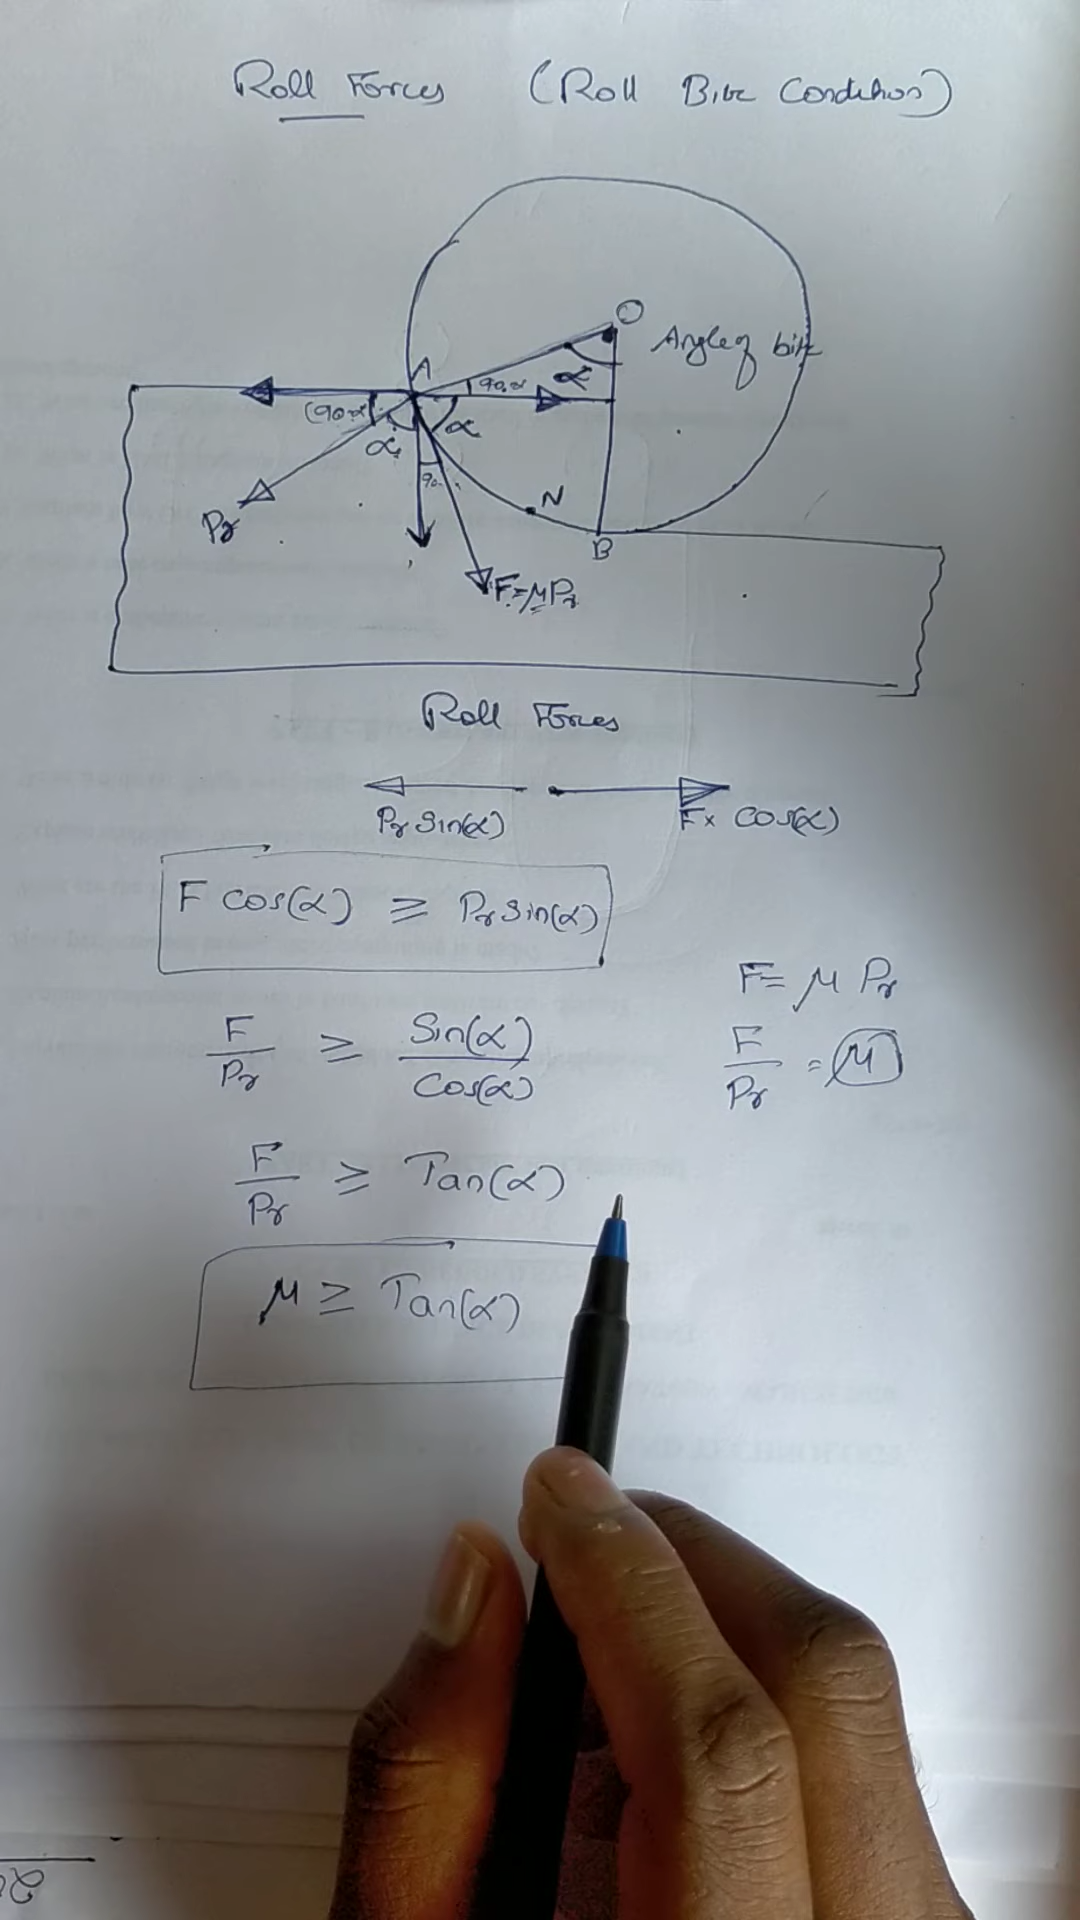 Roll Forces (Roll Bite Condition)
O
Angle of bite
A
90-α
α
(90-α
α
α
90-
N
Pr
B
F=μPr
Roll Forces
Pr Sin(α)
F× Cos(α)
F Cos(α) ≥ Pr Sin(α)
F= μ Pr
F/Pr ≥ Sin(α)/Cos(α)
F/Pr = μ
F/Pr ≥ Tan(α)
μ ≥ Tan(α)